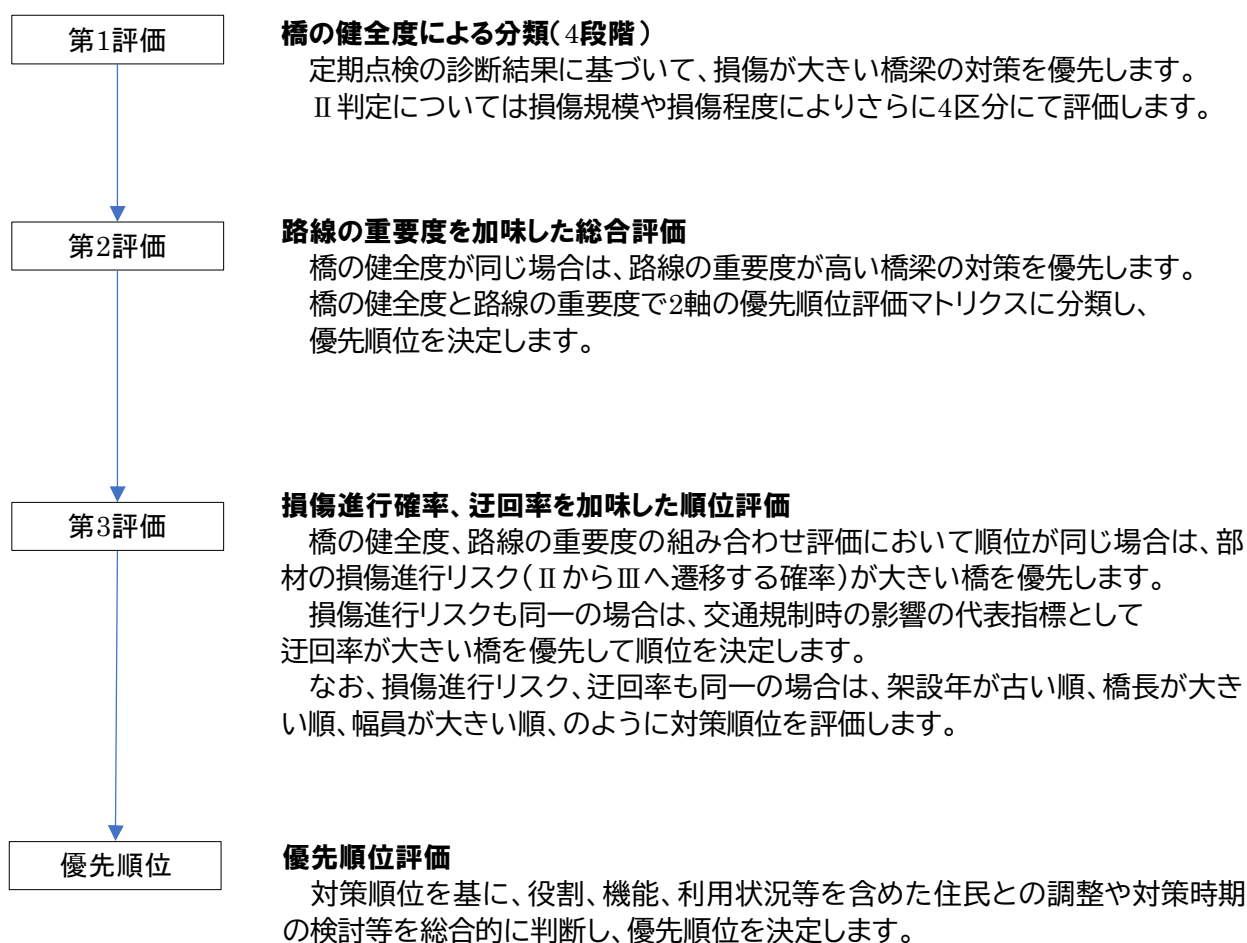 第1評価
橋の健全度による分類(4段階)
定期点検の診断結果に基づいて、損傷が大きい橋梁の対策を優先します。
Ⅱ判定については損傷規模や損傷程度によりさらに4区分にて評価します。
第2評価
路線の重要度を加味した総合評価
橋の健全度が同じ場合は、路線の重要度が高い橋梁の対策を優先します。
橋の健全度と路線の重要度で2軸の優先順位評価マトリクスに分類し、
優先順位を決定します。
第3評価
損傷進行確率、迂回率を加味した順位評価
橋の健全度、路線の重要度の組み合わせ評価において順位が同じ場合は、部
材の損傷進行リスク(ⅡからⅢへ遷移する確率)が大きい橋を優先します。
損傷進行リスクも同一の場合は、交通規制時の影響の代表指標として
迂回率が大きい橋を優先して順位を決定します。
なお、損傷進行リスク、迂回率も同一の場合は、架設年が古い順、橋長が大き
い順、幅員が大きい順、のように対策順位を評価します。
優先順位
優先順位評価
対策順位を基に、役割、機能、利用状況等を含めた住民との調整や対策時期
の検討等を総合的に判断し、優先順位を決定します。